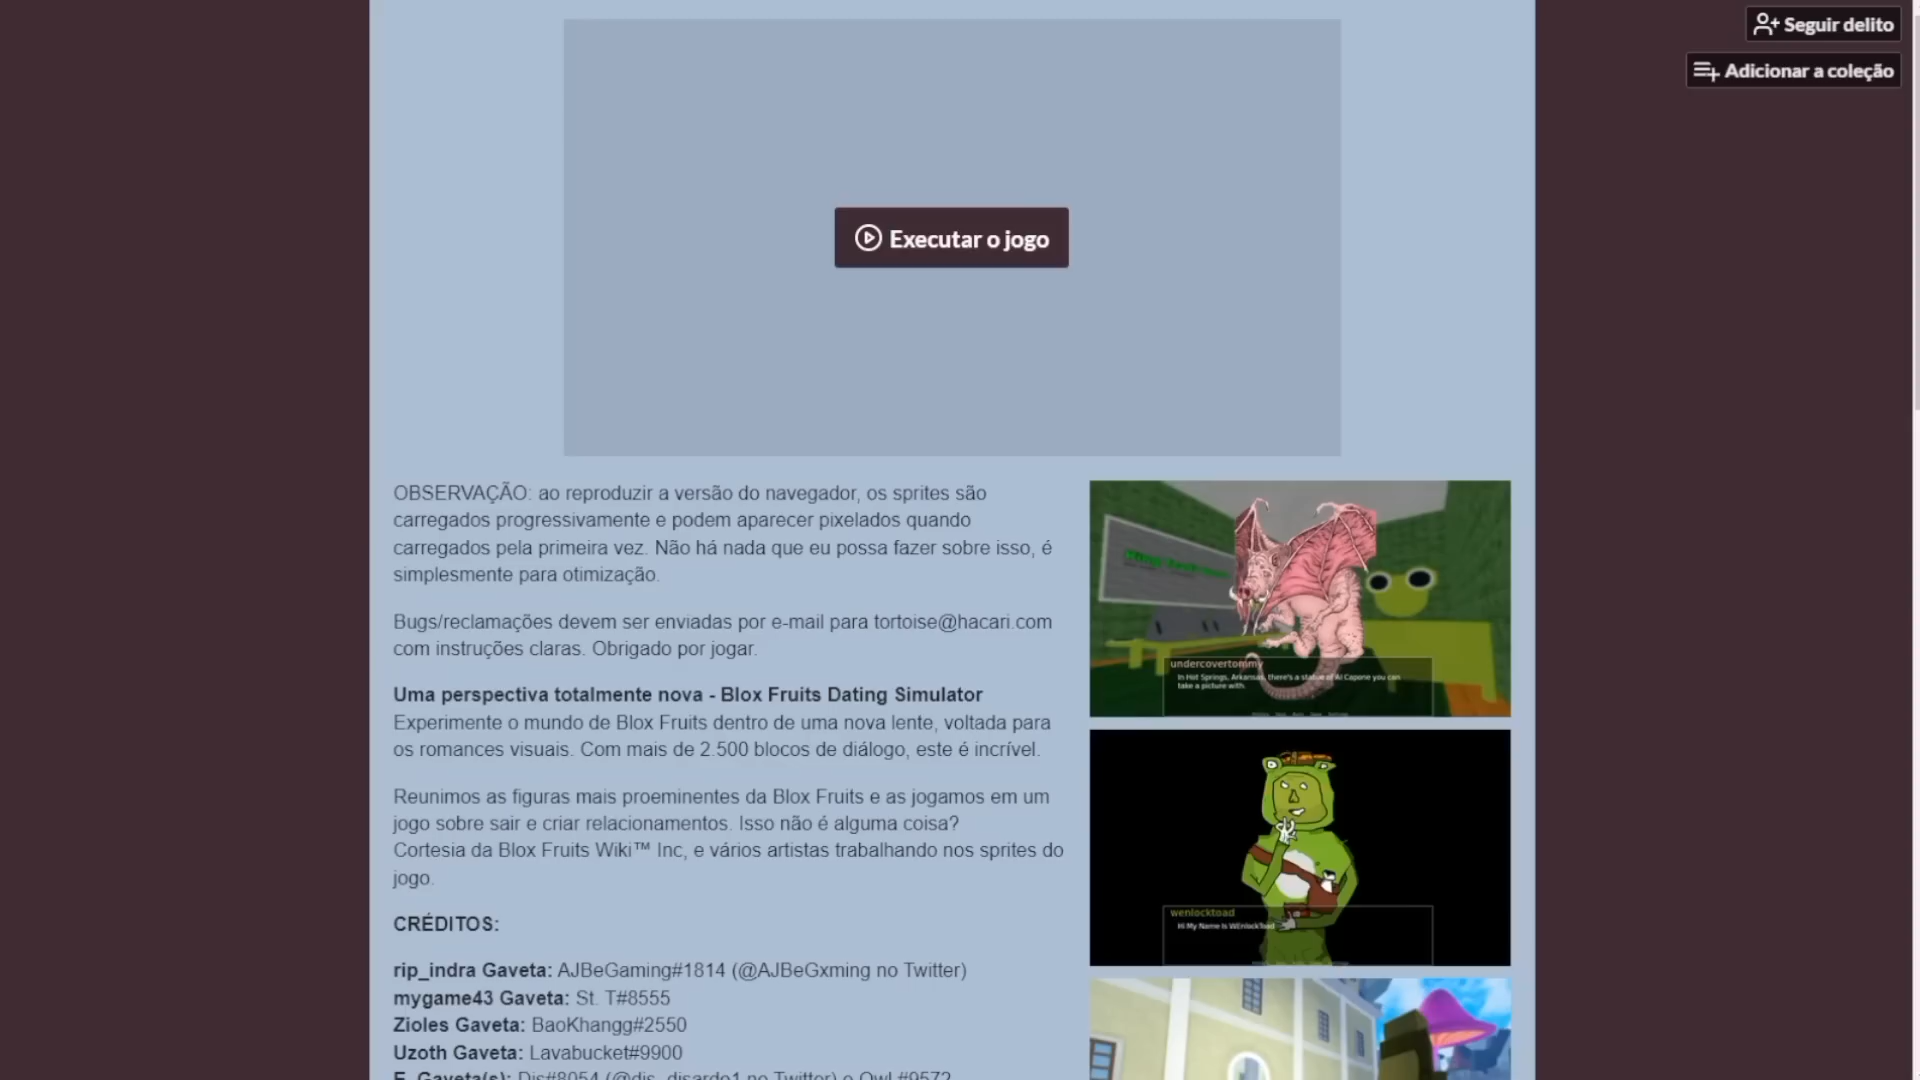 Seguir delito
Adicionar a coleção
Executar o jogo
OBSERVAÇÃO: ao reproduzir a versão do navegador, os sprites são
carregados progressivamente e podem aparecer pixelados quando
carregados pela primeira vez. Não há nada que eu possa fazer sobre isso, é
simplesmente para otimização.
Bugs/reclamações devem ser enviadas por e-mail para tortoise@hacari.com
com instruções claras. Obrigado por jogar.
Uma perspectiva totalmente nova - Blox Fruits Dating Simulator
Experimente o mundo de Blox Fruits dentro de uma nova lente, voltada para
os romances visuais. Com mais de 2.500 blocos de diálogo, este é incrível.
Reunimos as figuras mais proeminentes da Blox Fruits e as jogamos em um
jogo sobre sair e criar relacionamentos. Isso não é alguma coisa?
Cortesia da Blox Fruits Wiki™ Inc, e vários artistas trabalhando nos sprites do
jogo.
CRÉDITOS:
rip_indra Gaveta: AJBeGaming#1814 (@AJBeGxming no Twitter)
mygame43 Gaveta: St. T#8555
Zioles Gaveta: BaoKhangg#2550
Uzoth Gaveta: Lavabucket#9900
E. Gaveta(s): Dis#8054 (@dis_disardo1 no Twitter) e OwL#9572
undercovertommy
In Hot Springs, Arkansas, there's a statue of Al Capone you can
take a picture with.
wenlocktoad
Hi My Name Is WEnlockToad